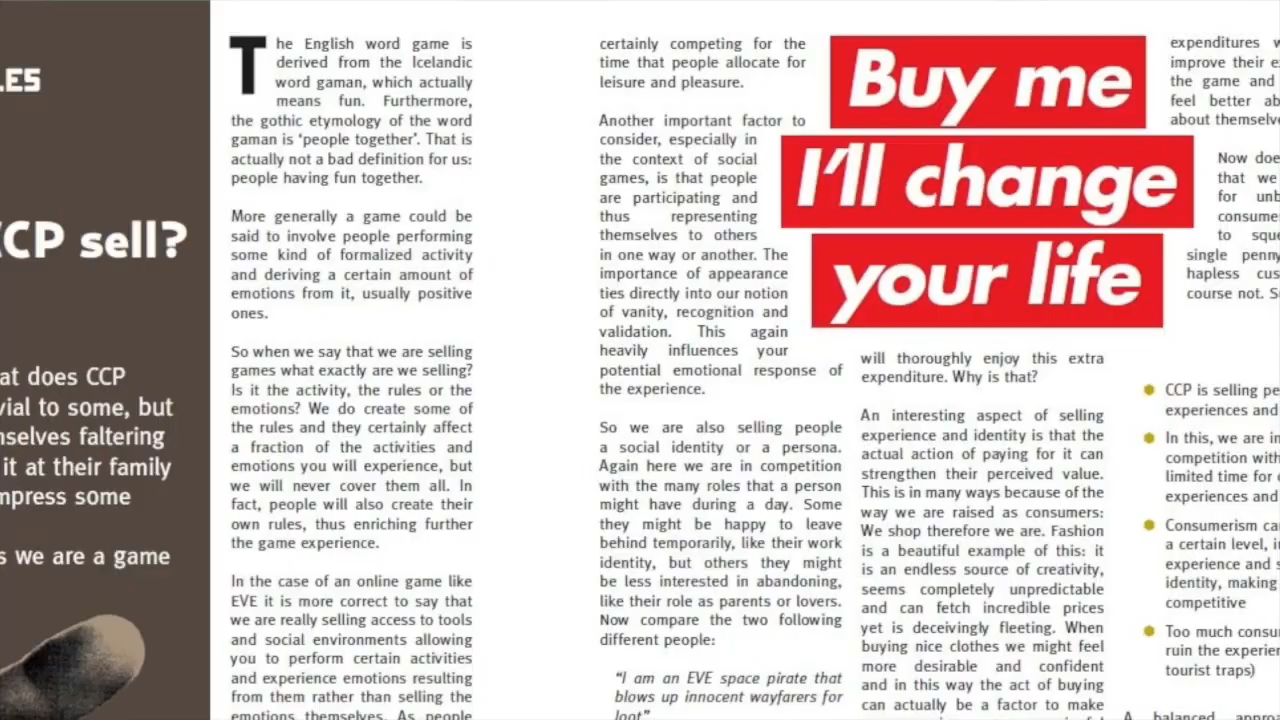 LES
CCP sell?
at does CCP
vial to some, but
nselves faltering
it at their family
mpress some
s we are a game
The English word game is
derived from the Icelandic
word gaman, which actually
means fun. Furthermore,
the gothic etymology of the word
gaman is ‘people together’. That is
actually not a bad definition for us:
people having fun together.
More generally a game could be
said to involve people performing
some kind of formalized activity
and deriving a certain amount of
emotions from it, usually positive
ones.
So when we say that we are selling
games what exactly are we selling?
Is it the activity, the rules or the
emotions? We do create some of
the rules and they certainly affect
a fraction of the activities and
emotions you will experience, but
we will never cover them all. In
fact, people will also create their
own rules, thus enriching further
the game experience.
In the case of an online game like
EVE it is more correct to say that
we are really selling access to tools
and social environments allowing
you to perform certain activities
and experience emotions resulting
from them rather than selling the
emotions themselves. As people
certainly competing for the
time that people allocate for
leisure and pleasure.
Another important factor to
consider, especially in
the context of social
games, is that people
are participating and
thus representing
themselves to others
in one way or another. The
importance of appearance
ties directly into our notion
of vanity, recognition and
validation. This again
heavily influences your
potential emotional response of
the experience.
So we are also selling people
a social identity or a persona.
Again here we are in competition
with the many roles that a person
might have during a day. Some
they might be happy to leave
behind temporarily, like their work
identity, but others they might
be less interested in abandoning,
like their role as parents or lovers.
Now compare the two following
different people:
“I am an EVE space pirate that
blows up innocent wayfarers for
loot”
Buy me
I’ll change
your life
will thoroughly enjoy this extra
expenditure. Why is that?
An interesting aspect of selling
experience and identity is that the
actual action of paying for it can
strengthen their perceived value.
This is in many ways because of the
way we are raised as consumers:
We shop therefore we are. Fashion
is a beautiful example of this: it
is an endless source of creativity,
seems completely unpredictable
and can fetch incredible prices
yet is deceivingly fleeting. When
buying nice clothes we might feel
more desirable and confident
and in this way the act of buying
can actually be a factor to make
expenditures w
improve their e
the game and
feel better ab
about themselve
Now doe
that we
for unb
consume
to sque
single penny
hapless cus
course not. S
CCP is selling pe
experiences and
In this, we are in
competition with
limited time for
experiences and
Consumerism ca
a certain level, i
experience and s
identity, making
competitive
Too much consu
ruin the experien
tourist traps)
A balanced appro